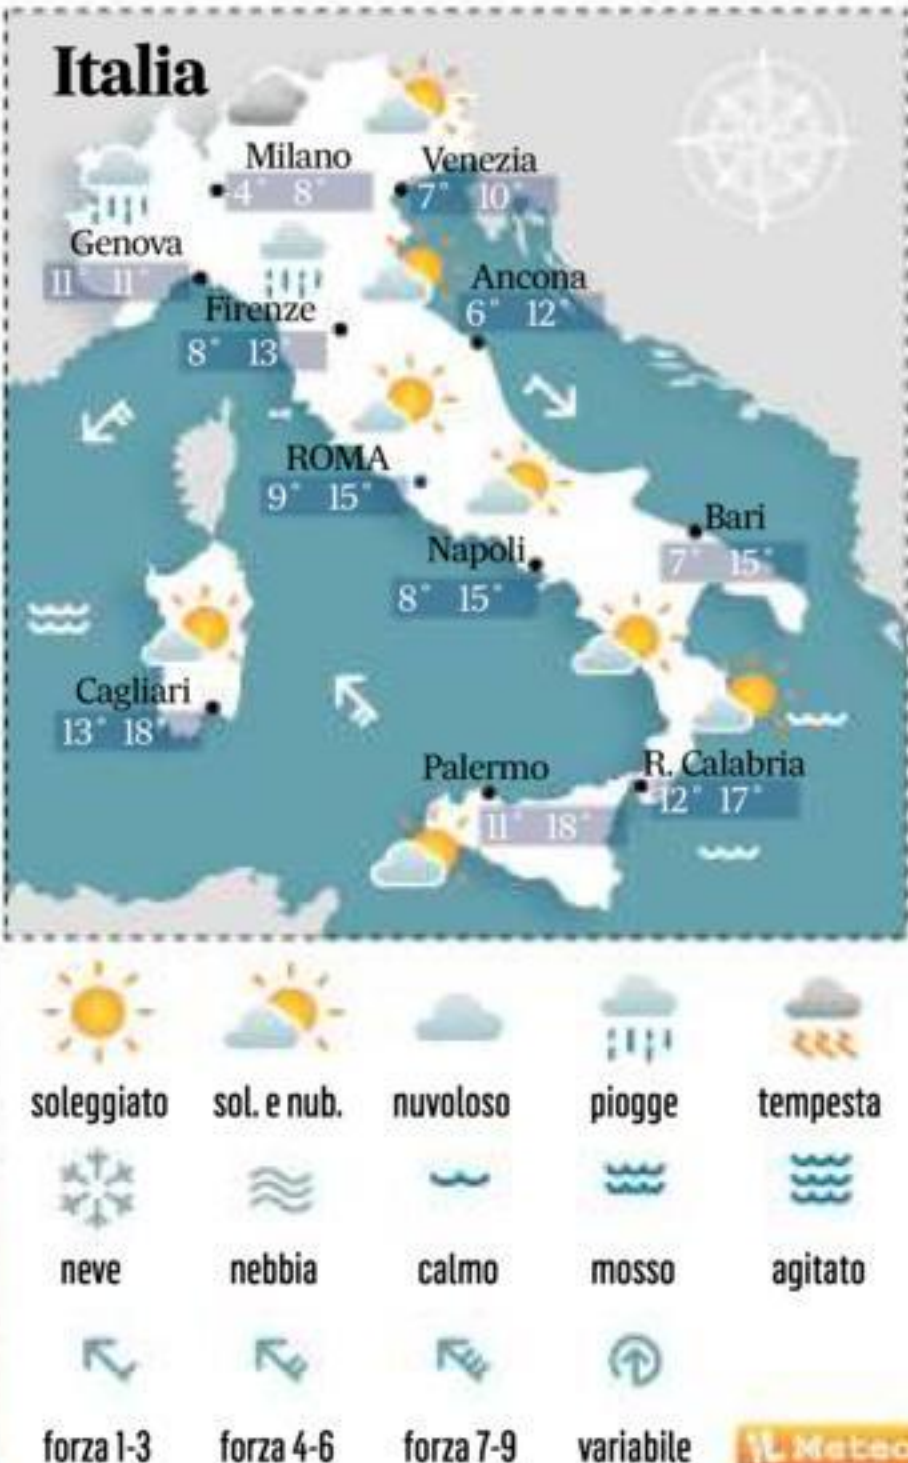 Italia
Milano
4° 8°
Venezia
7° 10°
Genova
11° 11°
Firenze
8° 13°
Ancona
6° 12°
ROMA
9° 15°
Napoli
8° 15°
Bari
7° 15°
Cagliari
13° 18°
Palermo
11° 18°
R. Calabria
12° 17°
soleggiato sol. e nub. nuvoloso piogge tempesta
neve nebbia calmo mosso agitato
forza 1-3 forza 4-6 forza 7-9 variabile
Meteo